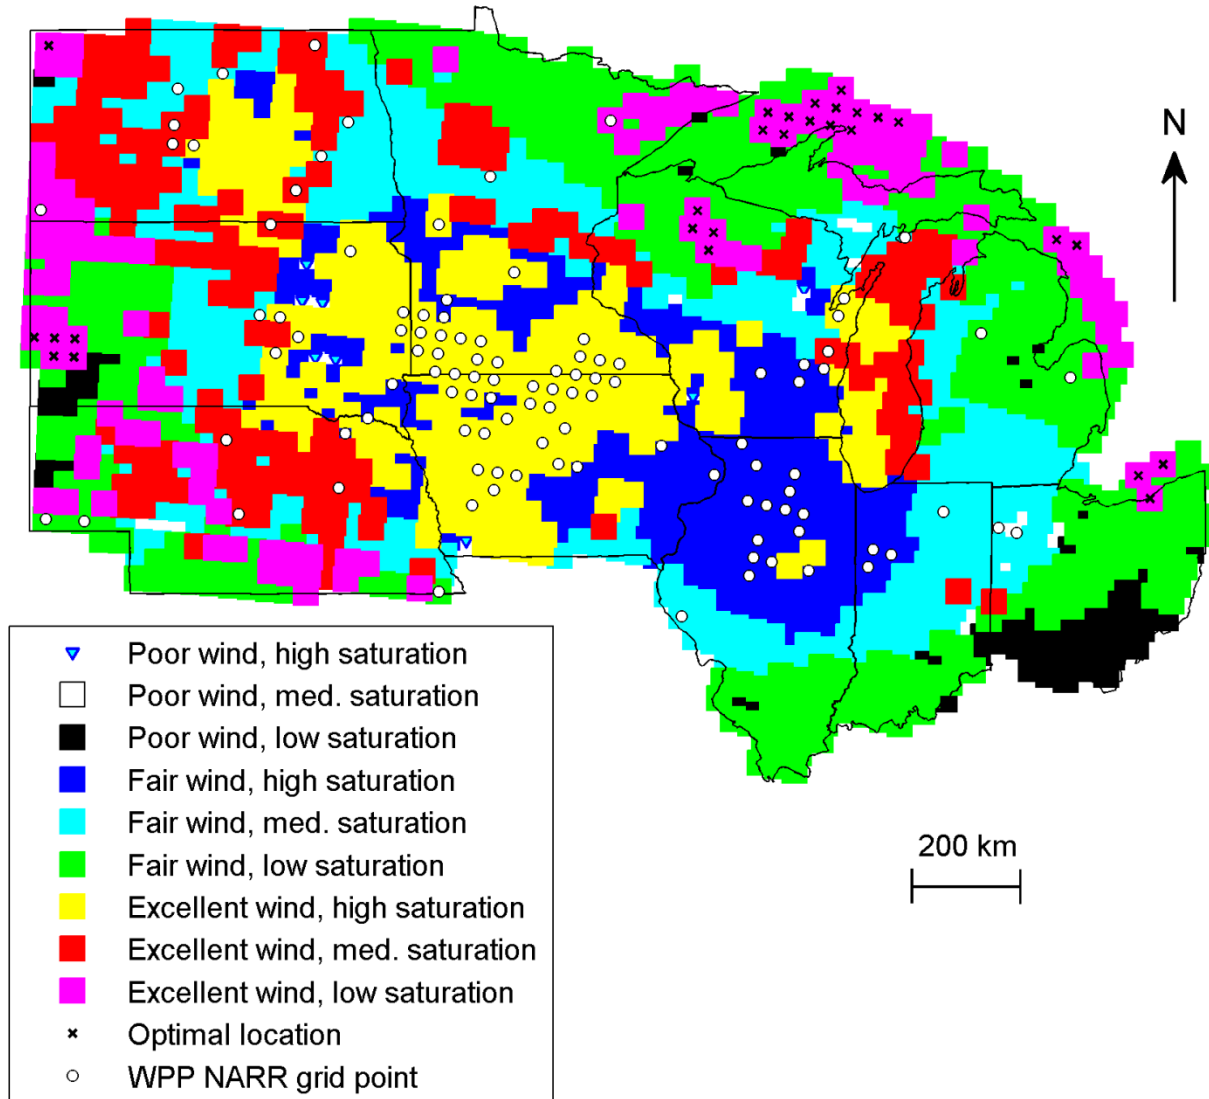 N
200 km
Poor wind, high saturation
Poor wind, med. saturation
Poor wind, low saturation
Fair wind, high saturation
Fair wind, med. saturation
Fair wind, low saturation
Excellent wind, high saturation
Excellent wind, med. saturation
Excellent wind, low saturation
Optimal location
WPP NARR grid point